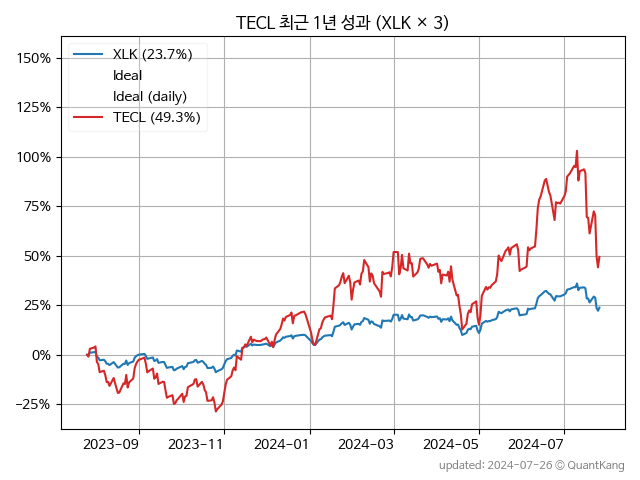 TECL 최근 1년 성과 (XLK × 3)
150%
125%
100%
75%
50%
25%
0%
−25%
XLK (23.7%)
Ideal
Ideal (daily)
TECL (49.3%)
2023−09
2023−11
2024−01
2024−03
2024−05
2024−07
updated: 2024-07-26 © QuantKang